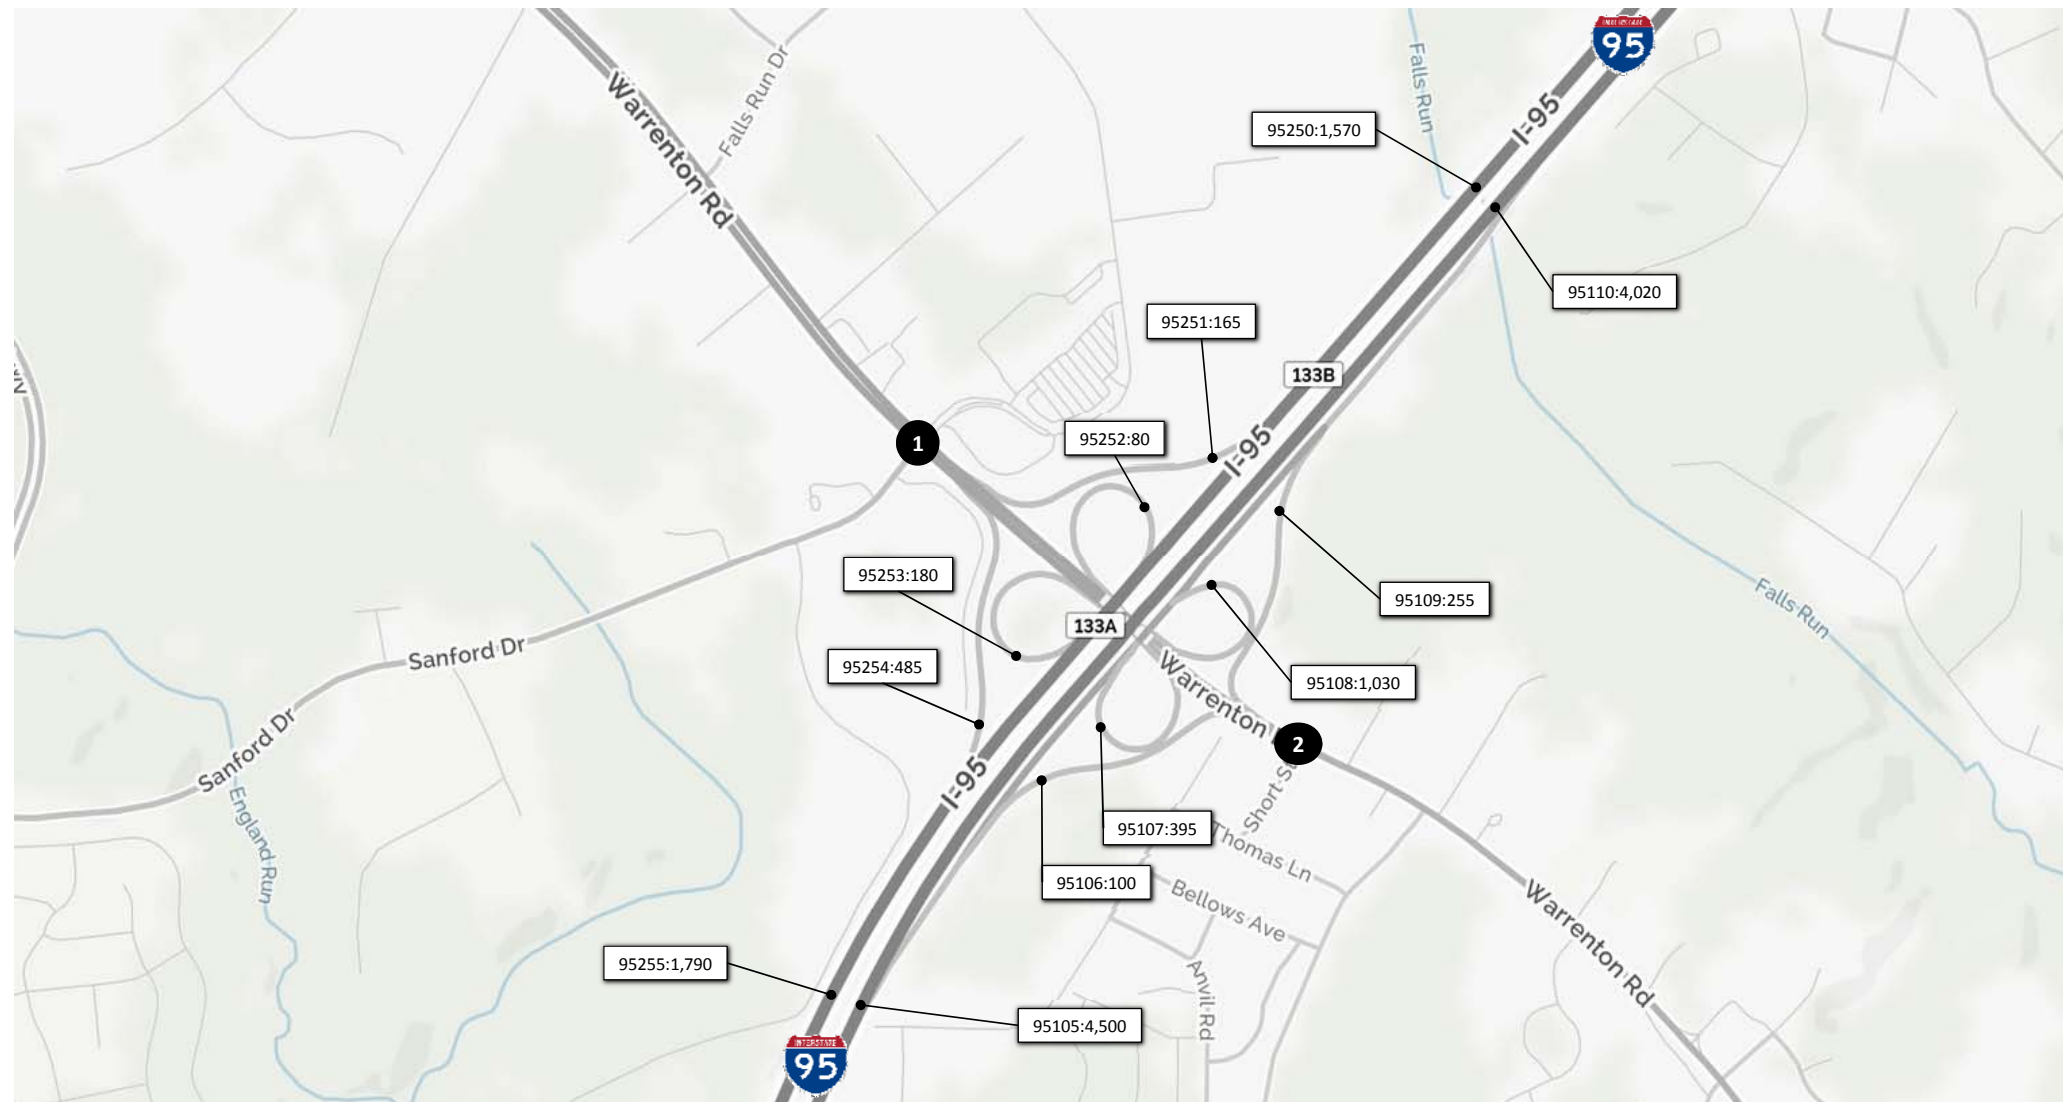 INTERSTATE
95
Warrenton Rd
Falls Run Dr
Falls Run
I-95
95250:1,570
95110:4,020
95251:165
133B
1
95252:80
I-95
95253:180
95109:255
Falls Run
133A
Sanford Dr
95254:485
Warrenton
95108:1,030
2
Sanford Dr
I-95
Short St
England Run
95107:395
Thomas Ln
95106:100
Bellows Ave
Warrenton Rd
95255:1,790
Anvil Rd
95105:4,500
INTERSTATE
95